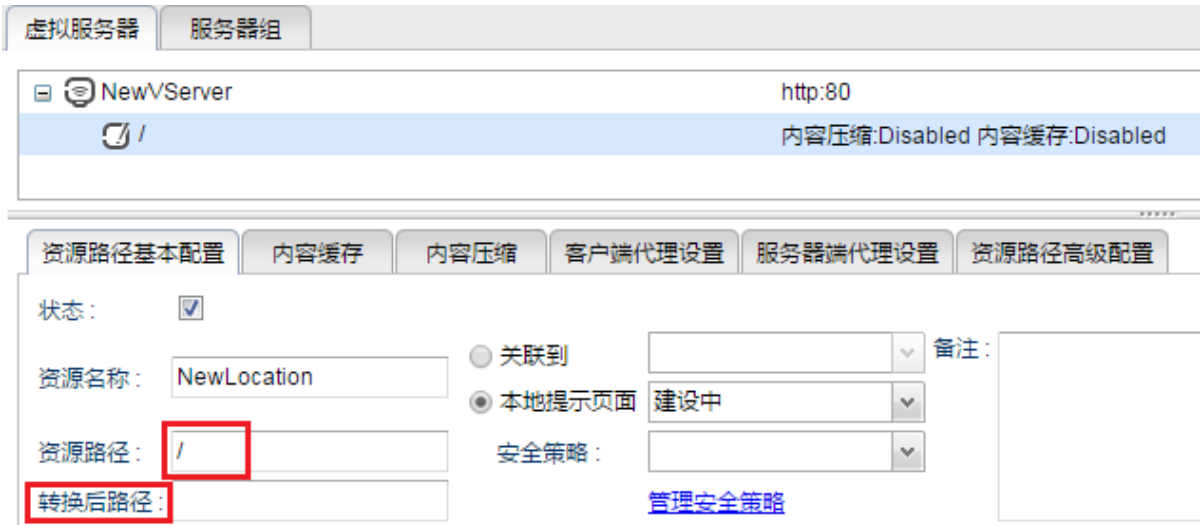 虚拟服务器 服务器组
NewVServer http:80
/ 内容压缩:Disabled 内容缓存:Disabled
资源路径基本配置 内容缓存 内容压缩 客户端代理设置 服务器端代理设置 资源路径高级配置
状态 :
关联到 备注 :
资源名称 : NewLocation
本地提示页面 建设中
资源路径 : / 安全策略 :
转换后路径 : 管理安全策略